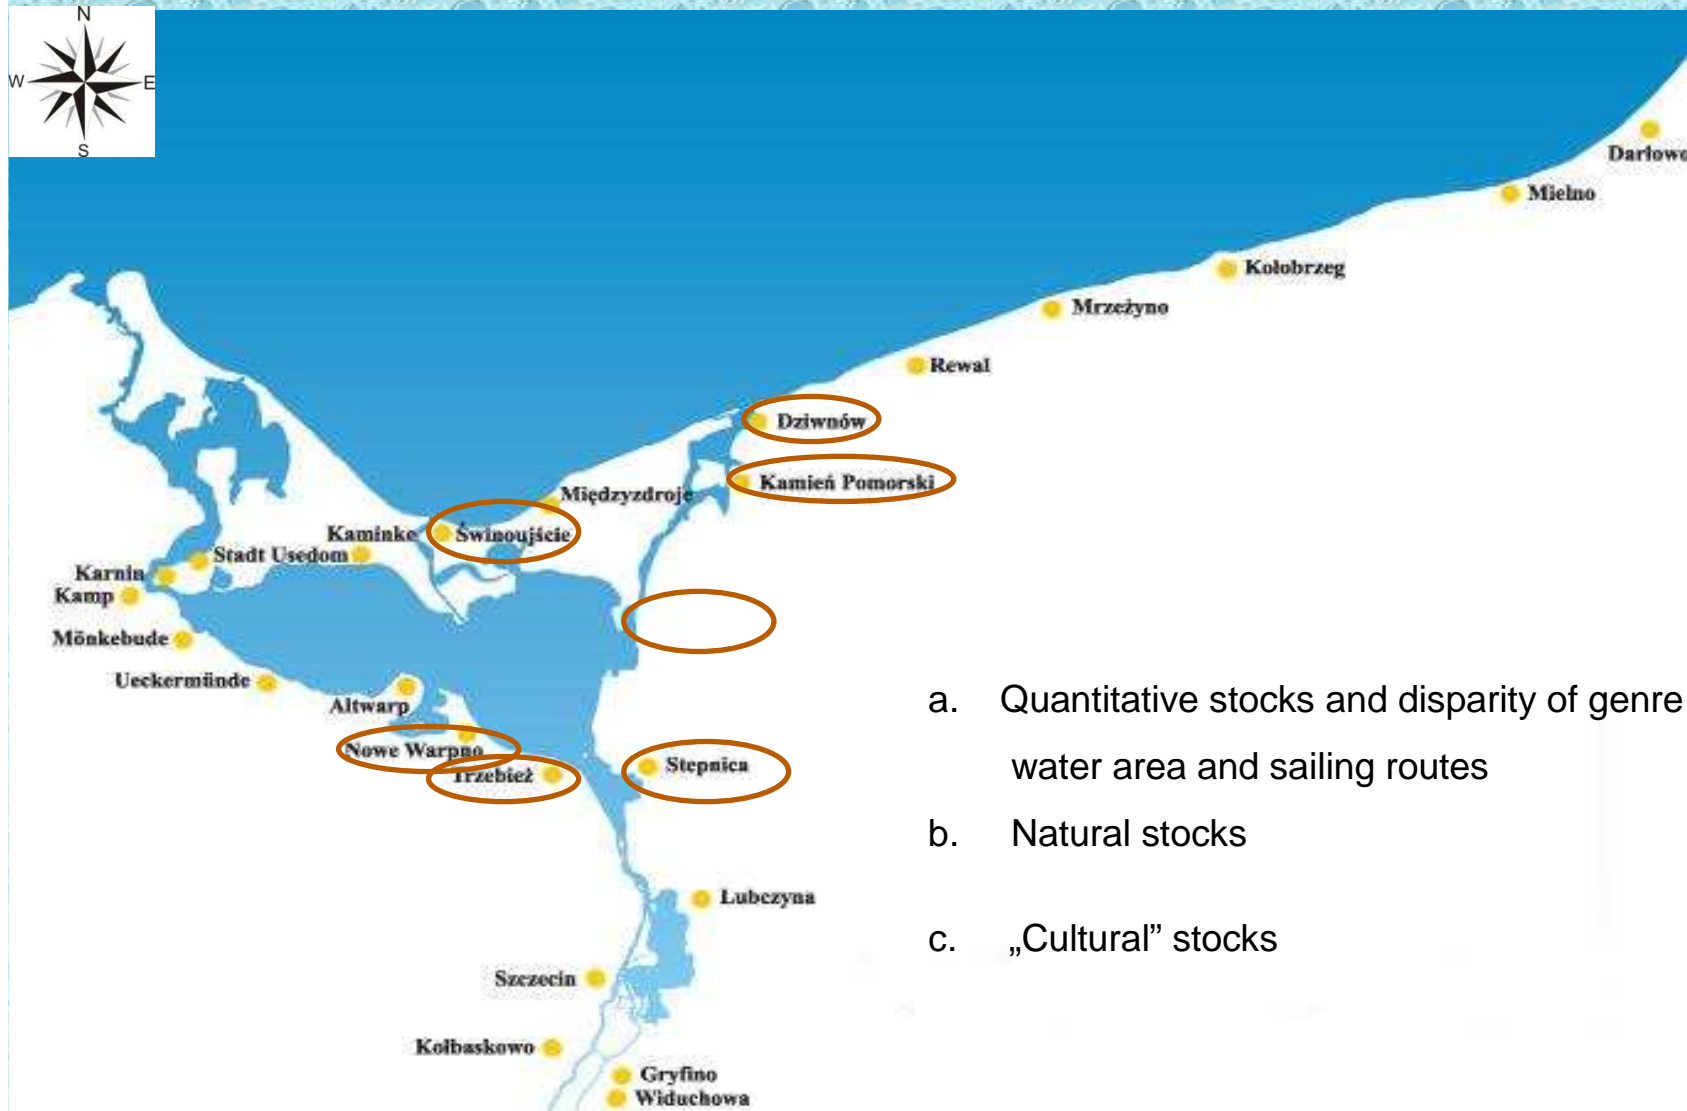 N
W E
S
Darłowo
Mielno
Kołobrzeg
Mrzeżyno
Rewal
Dziwnów
Kamień Pomorski
Międzyzdroje
Kaminke Świnoujście
Stadt Usedom
Karnin
Kamp
Mönkebude
Ueckermünde
Altwarp
Nowe Warpno
Trzebież
Stepnica
a. Quantitative stocks and disparity of genre
water area and sailing routes
b. Natural stocks
c. „Cultural” stocks
Lubczyna
Szczecin
Kołbaskowo
Gryfino
Widuchowa